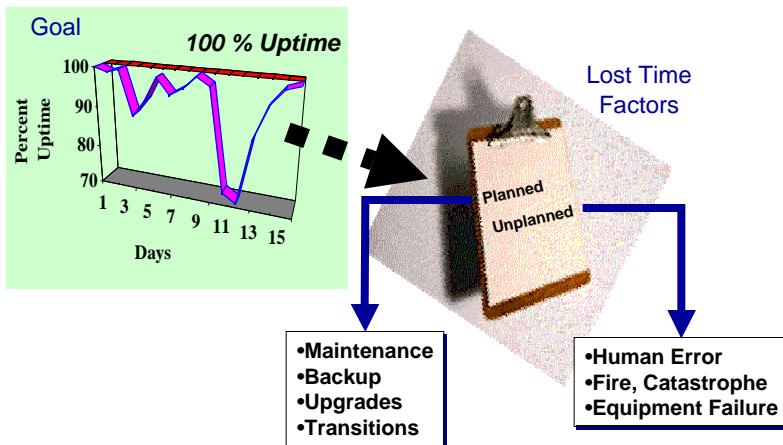 Goal
100 % Uptime
100
90
80
70
Percent
Uptime
1 3 5 7 9 11 13 15
Days
Lost Time
Factors
Planned
Unplanned
•Maintenance
•Backup
•Upgrades
•Transitions
•Human Error
•Fire, Catastrophe
•Equipment Failure